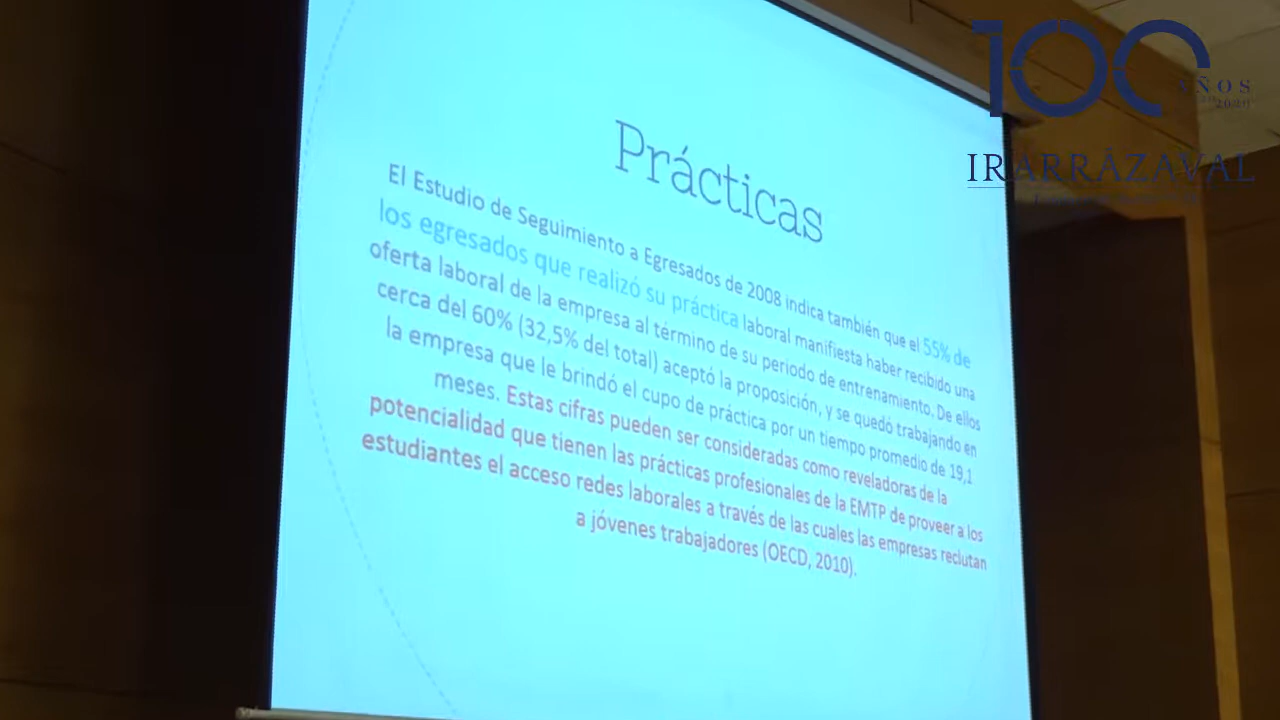 Prácticas
El Estudio de Seguimiento a Egresados de 2008 indica también que el 55% de
los egresados que realizó su práctica laboral manifiesta haber recibido una
oferta laboral de la empresa al término de su periodo de entrenamiento. De ellos
cerca del 60% (32,5% del total) aceptó la proposición, y se quedó trabajando en
la empresa que le brindó el cupo de práctica por un tiempo promedio de 19,1
meses. Estas cifras pueden ser consideradas como reveladoras de la
potencialidad que tienen las prácticas profesionales de la EMTP de proveer a los
estudiantes el acceso redes laborales a través de las cuales las empresas reclutan
a jóvenes trabajadores (OECD, 2010).
100
AÑOS
IRARRÁZAVAL